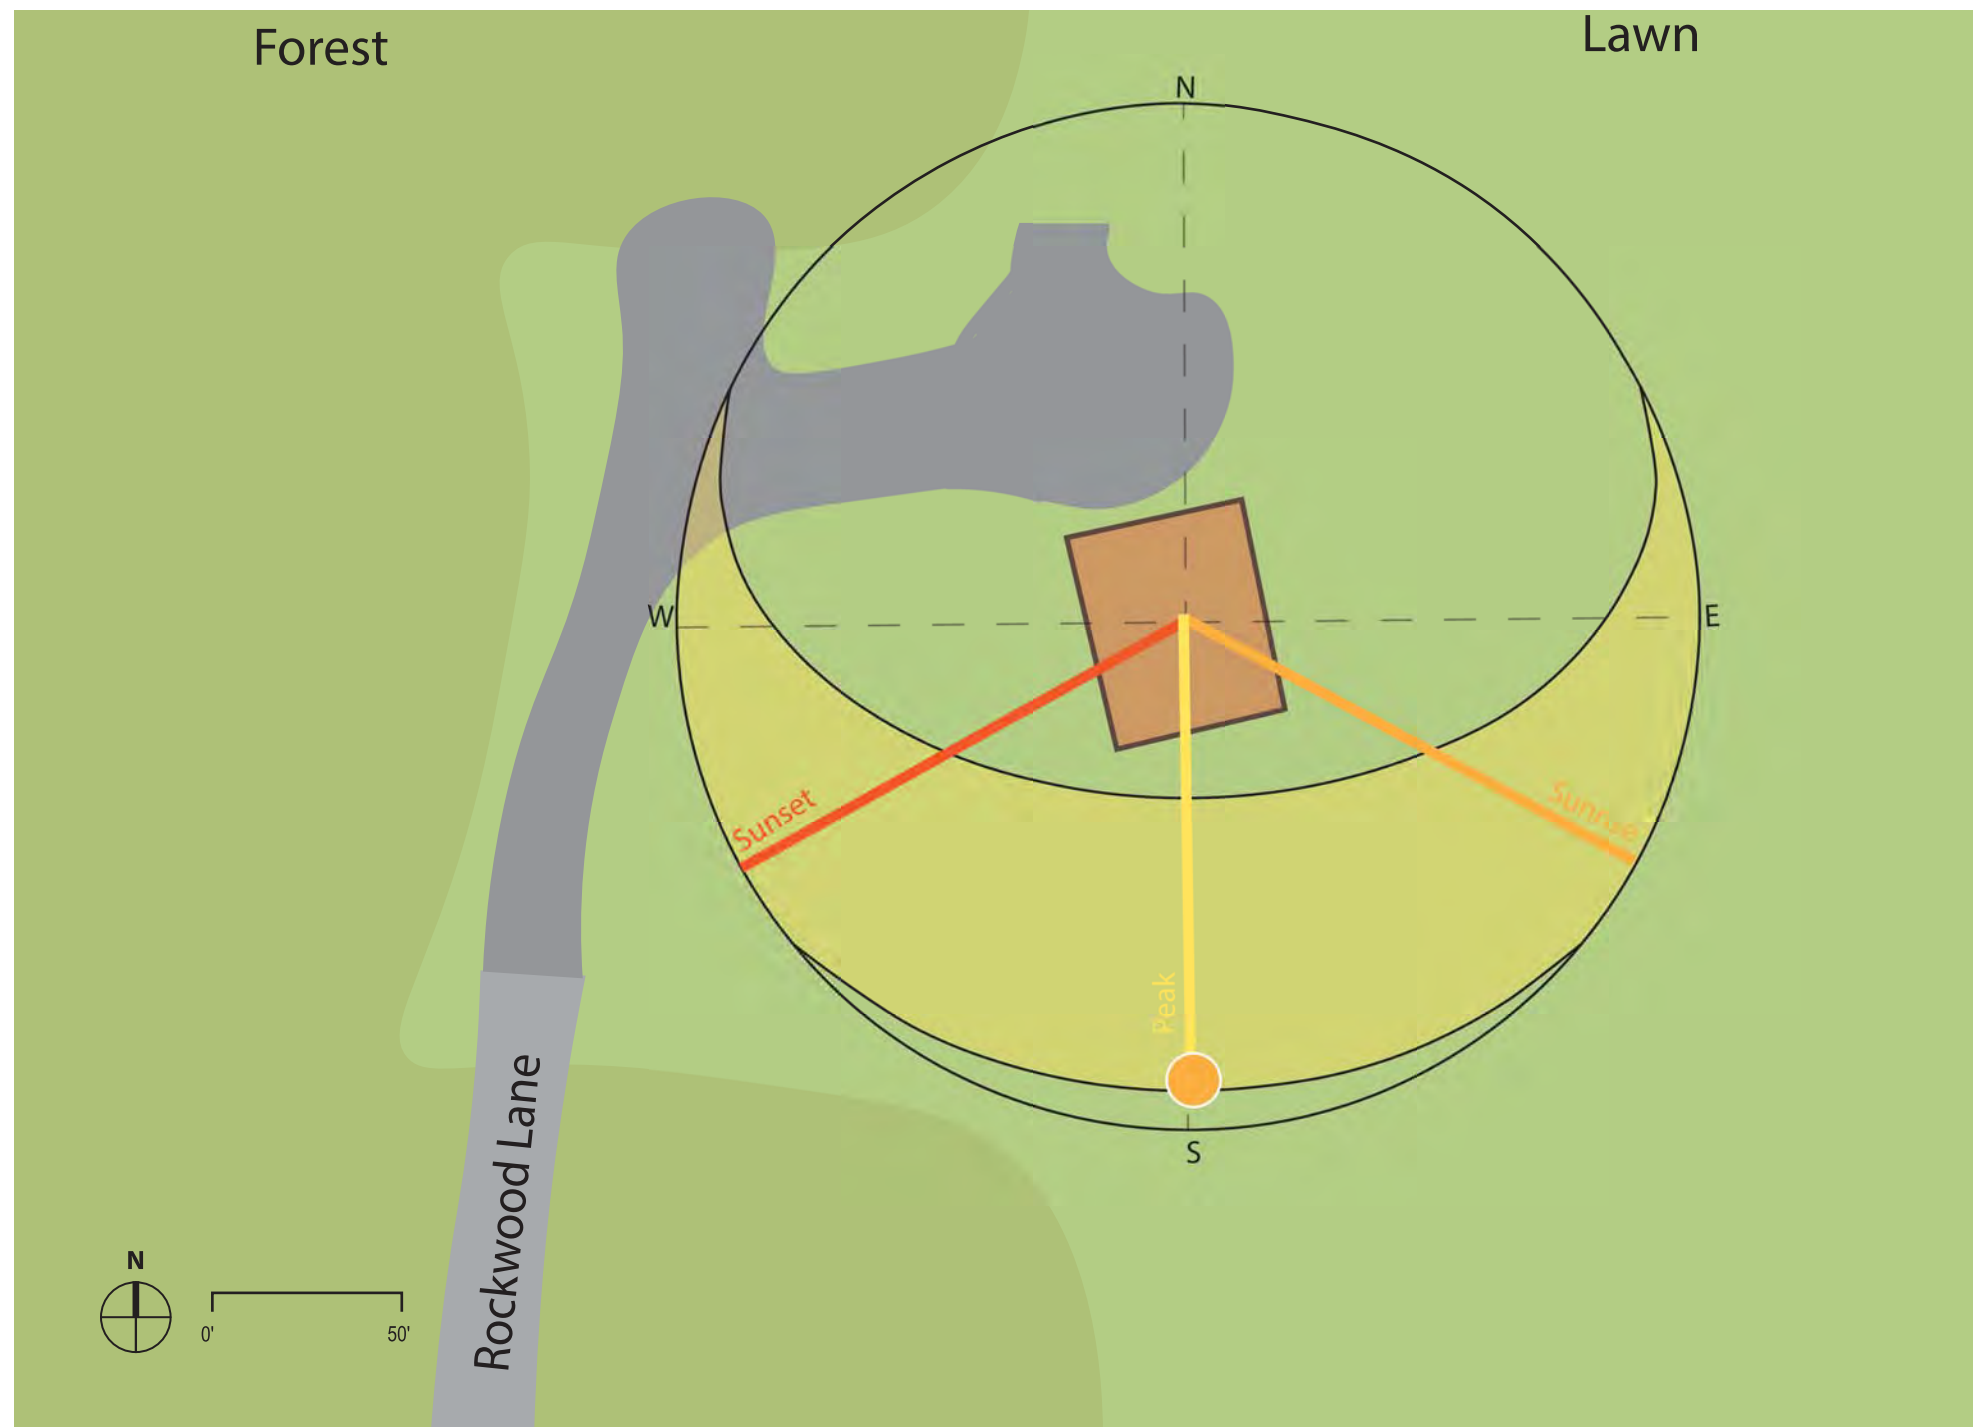 Forest
Lawn
N
W
E
Sunset
Sunrise
Peak
S
Rockwood Lane
N
0'
50'